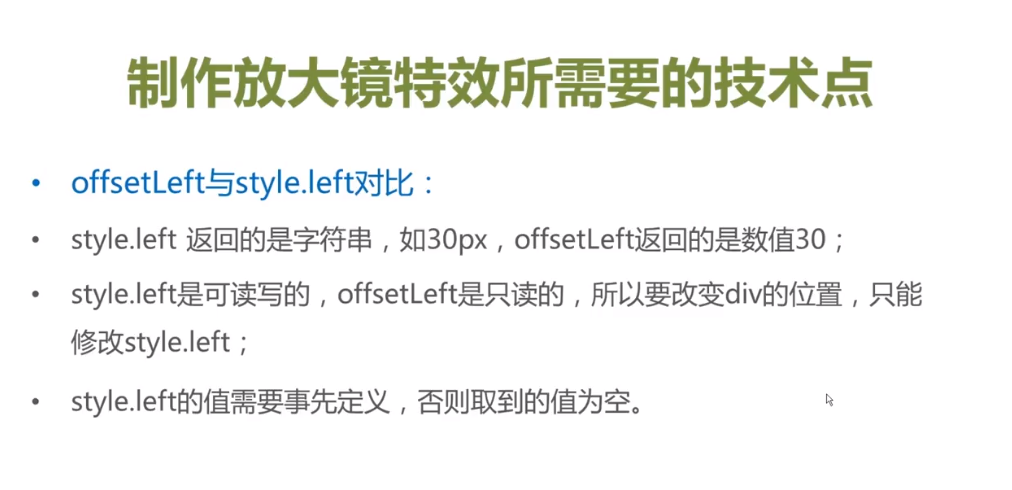 制作放大镜特效所需要的技术点
• offsetLeft与style.left对比：
• style.left 返回的是字符串，如30px，offsetLeft返回的是数值30；
• style.left是可读写的，offsetLeft是只读的，所以要改变div的位置，只能
修改style.left；
• style.left的值需要事先定义，否则取到的值为空。